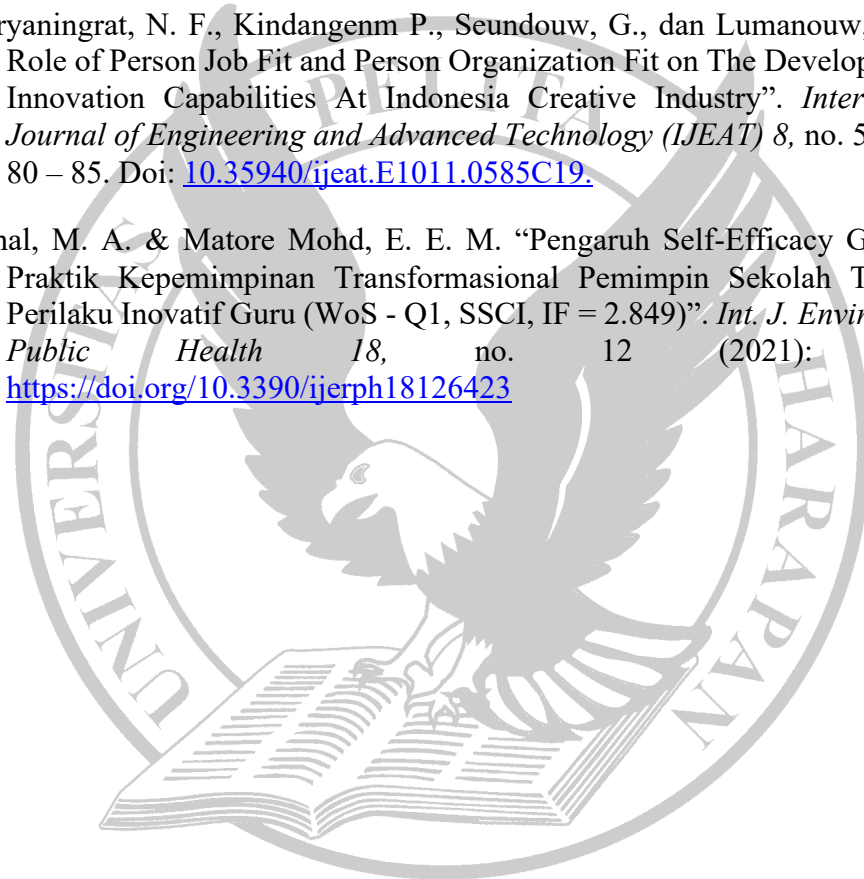 ryaningrat, N. F., Kindangenm P., Seundouw, G., dan Lumanouw,
Role of Person Job Fit and Person Organization Fit on The Develop
Innovation Capabilities At Indonesia Creative Industry”. Inter
Journal of Engineering and Advanced Technology (IJEAT) 8, no. 5
80 – 85. Doi: 10.35940/ijeat.E1011.0585C19.
nal, M. A. & Matore Mohd, E. E. M. “Pengaruh Self-Efficacy G
Praktik Kepemimpinan Transformasional Pemimpin Sekolah T
Perilaku Inovatif Guru (WoS - Q1, SSCI, IF = 2.849)”. Int. J. Envir
Public Health 18, no. 12 (2021):
https://doi.org/10.3390/ijerph18126423
UNIVERSITAS PELITA HARAPAN